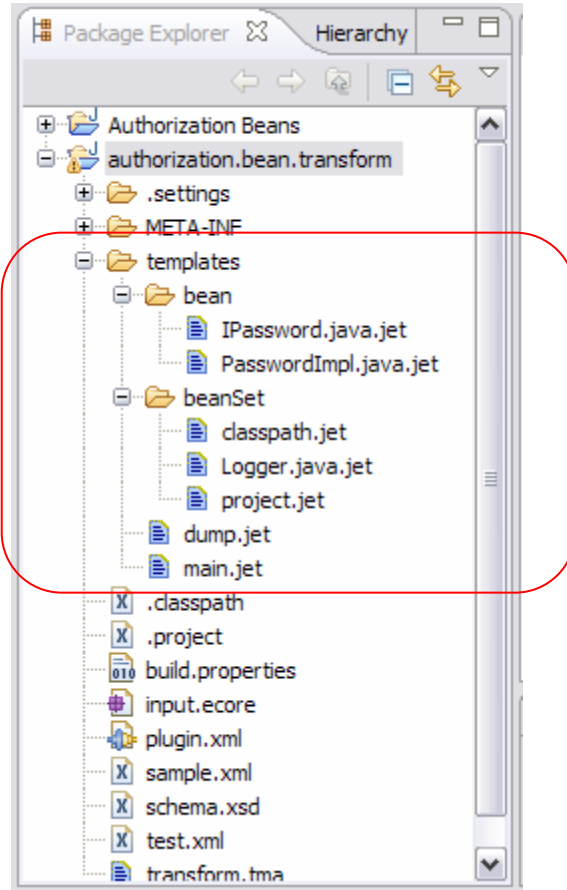 Package Explorer Hierarchy
Authorization Beans
authorization.bean.transform
.settings
META-INF
templates
bean
IPassword.java.jet
PasswordImpl.java.jet
beanSet
classpath.jet
Logger.java.jet
project.jet
dump.jet
main.jet
.classpath
.project
build.properties
input.ecore
plugin.xml
sample.xml
schema.xsd
test.xml
transform.tma